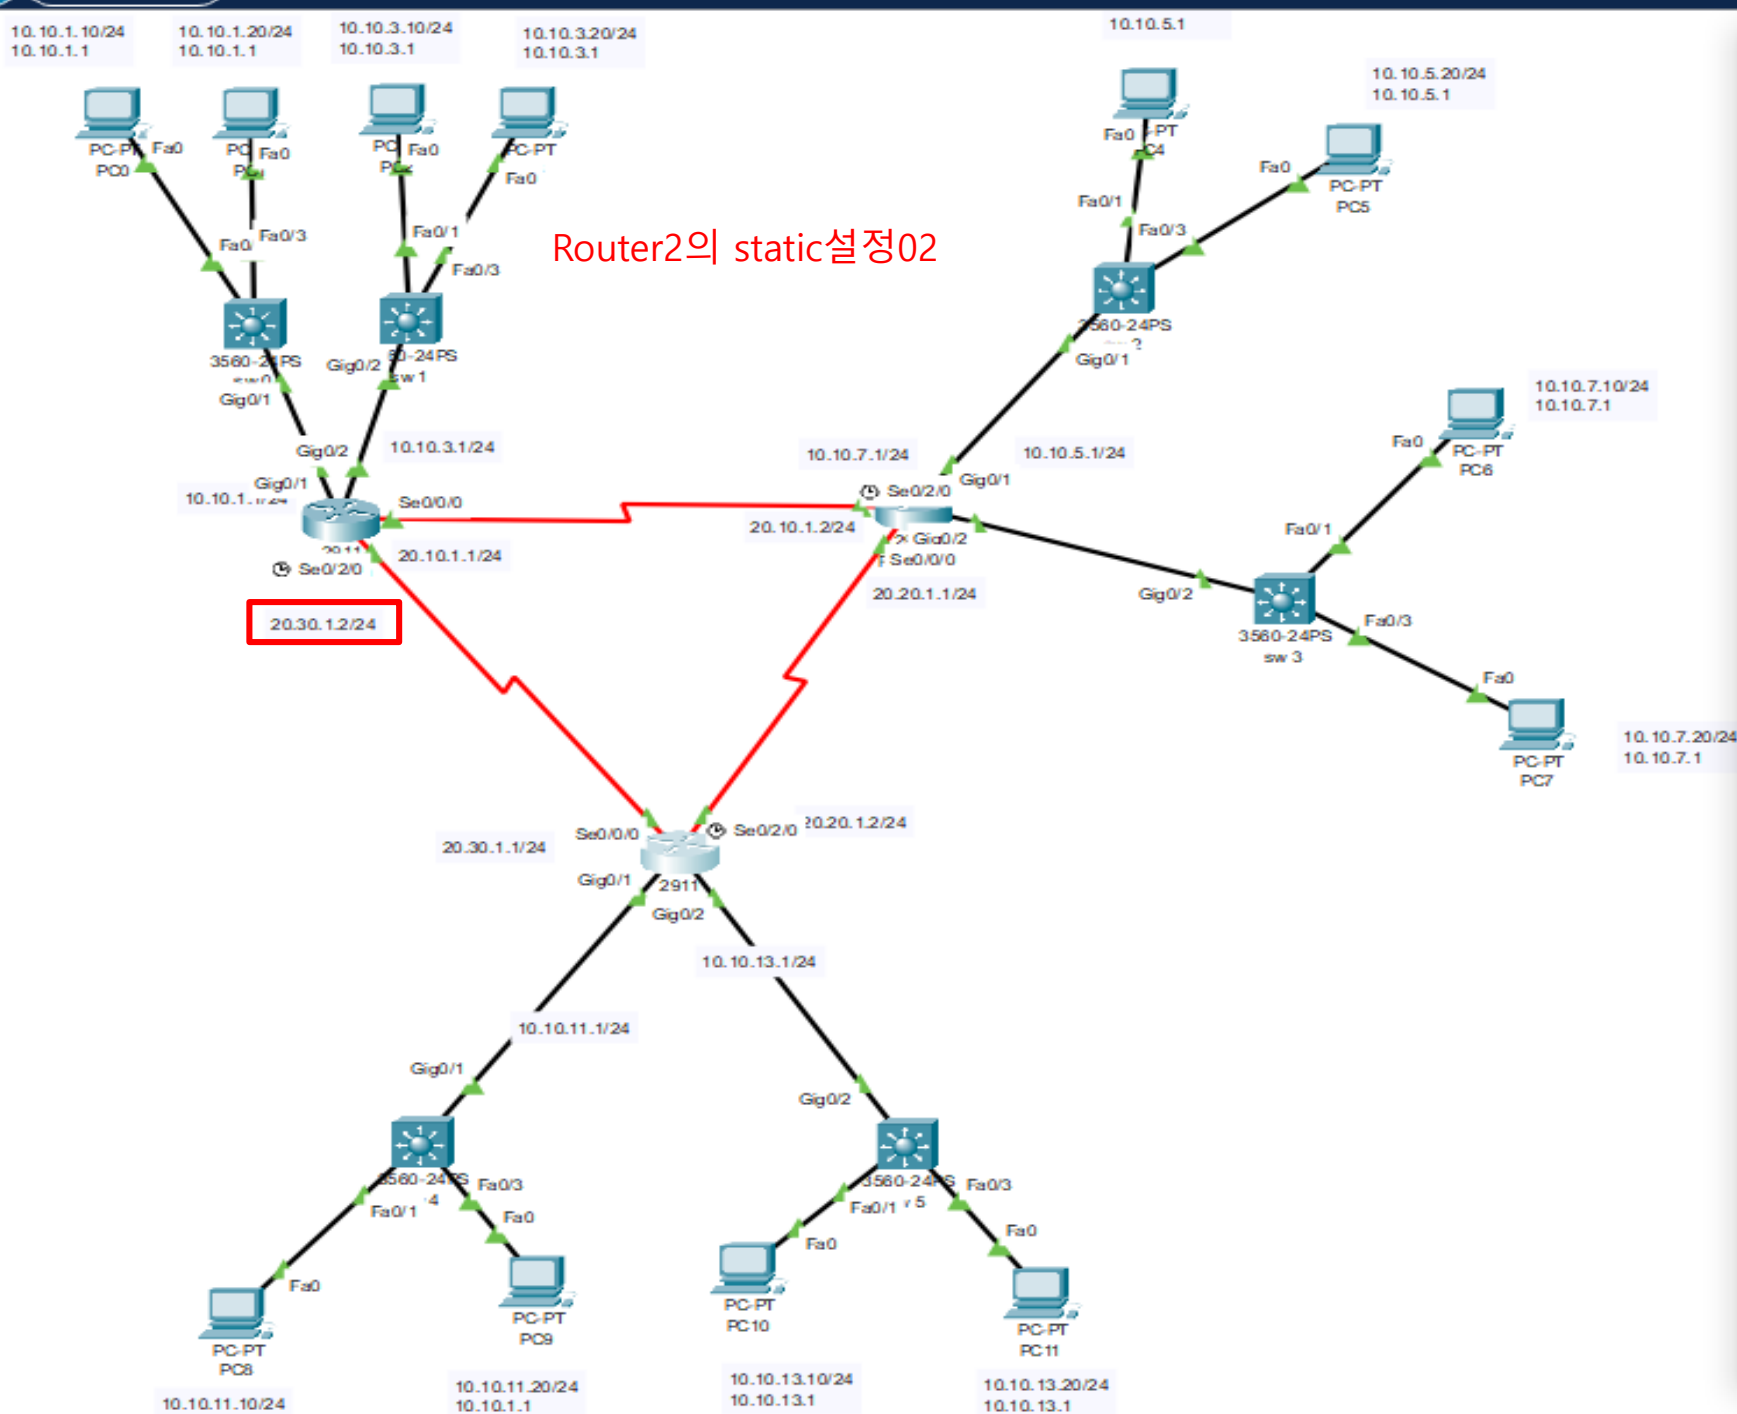 10.10.1.10/24
10.10.1.1
10.10.1.20/24
10.10.1.1
10.10.3.10/24
10.10.3.1
10.10.3.20/24
10.10.3.1
10.10.5.1
10.10.5.20/24
10.10.5.1
PC0
Fa0
Fa0
Fa0
PC-PT
Fa0
Fa0
Fa0
PC-PT
PC5
Fa0/3
Fa0/1
Fa0/3
Fa0/1
Fa0/3
Router2의 static설정02
3560-24PS
Gig0/1
Gig0/2
sw1
3560-24PS
Gig0/1
10.10.7.10/24
10.10.7.1
Fa0
PC-PT
PC6
Gig0/2
10.10.3.1/24
Gig0/1
Se0/0/0
10.10.7.1/24
10.10.5.1/24
Se0/2/0
Gig0/1
20.10.1.2/24
Gig0/2
Se0/0/0
20.10.1.1/24
Se0/2/0
20.30.1.2/24
20.20.1.1/24
Fa0/1
Gig0/2
3560-24PS
sw 3
Fa0/3
Fa0
PC-PT
PC7
10.10.7.20/24
10.10.7.1
20.30.1.1/24
Se0/0/0
Se0/2/0
20.20.1.2/24
2911
Gig0/1
Gig0/2
10.10.13.1/24
10.10.11.1/24
Gig0/1
Gig0/2
3560-24PS
4
Fa0/1
Fa0/3
Fa0
3560-24PS
5
Fa0/1
Fa0/3
Fa0
Fa0
Fa0
PC-PT
PC8
PC-PT
PC9
PC-PT
PC10
PC-PT
PC11
10.10.11.10/24
10.10.11.20/24
10.10.1.1
10.10.13.10/24
10.10.13.1
10.10.13.20/24
10.10.13.1